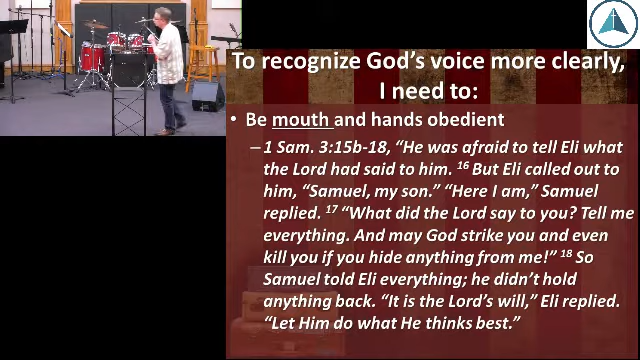 To recognize God's voice more clearly,
I need to:
• Be mouth and hands obedient
– 1 Sam. 3:15b-18, "He was afraid to tell Eli what
the Lord had said to him. 16 But Eli called out to
him, "Samuel, my son." "Here I am," Samuel
replied. 17 "What did the Lord say to you? Tell me
everything. And may God strike you and even
kill you if you hide anything from me!" 18 So
Samuel told Eli everything; he didn't hold
anything back. "It is the Lord's will," Eli replied.
"Let Him do what He thinks best."